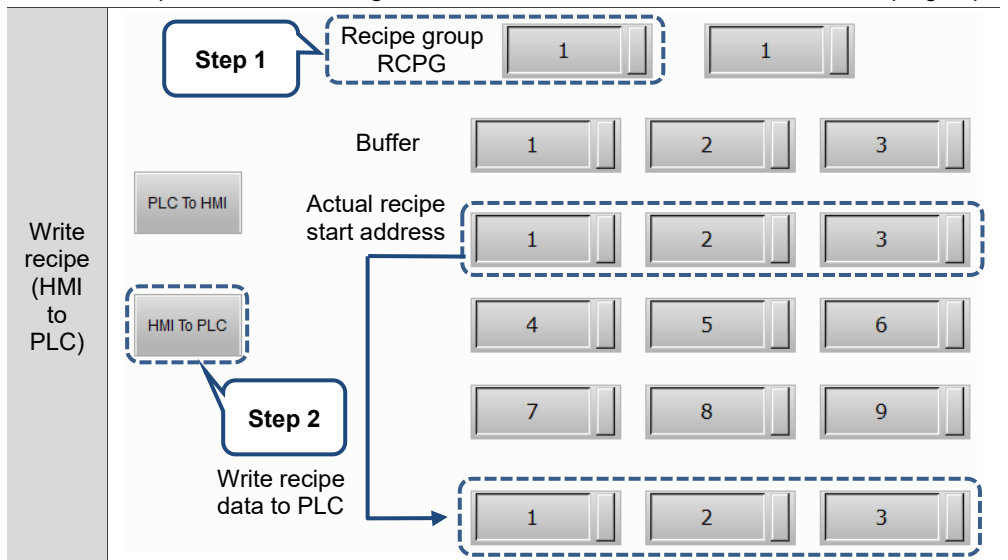 Write
recipe
(HMI
to
PLC)
Step 1
Recipe group
RCPG
1
1
Buffer
1 2 3
PLC To HMI
Actual recipe
start address
1 2 3
HMI To PLC
4 5 6
Step 2
7 8 9
Write recipe
data to PLC
1 2 3